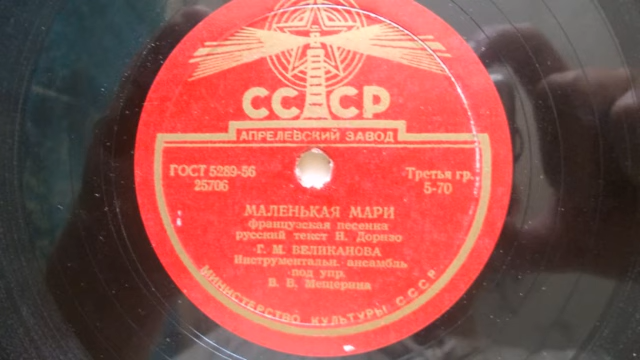 СССР
АПРЕЛЕВСКИЙ ЗАВОД
ГОСТ 5289-56
25706
Третья гр.
5-70
МАЛЕНЬКАЯ МАРИ
французская песенка
русский текст Н. Доризо
Г. М. ВЕЛИКАНОВА
Инструментальн. ансамбль
под упр.
В. В. Мещерина
МИНИСТЕРСТВО КУЛЬТУРЫ СССР